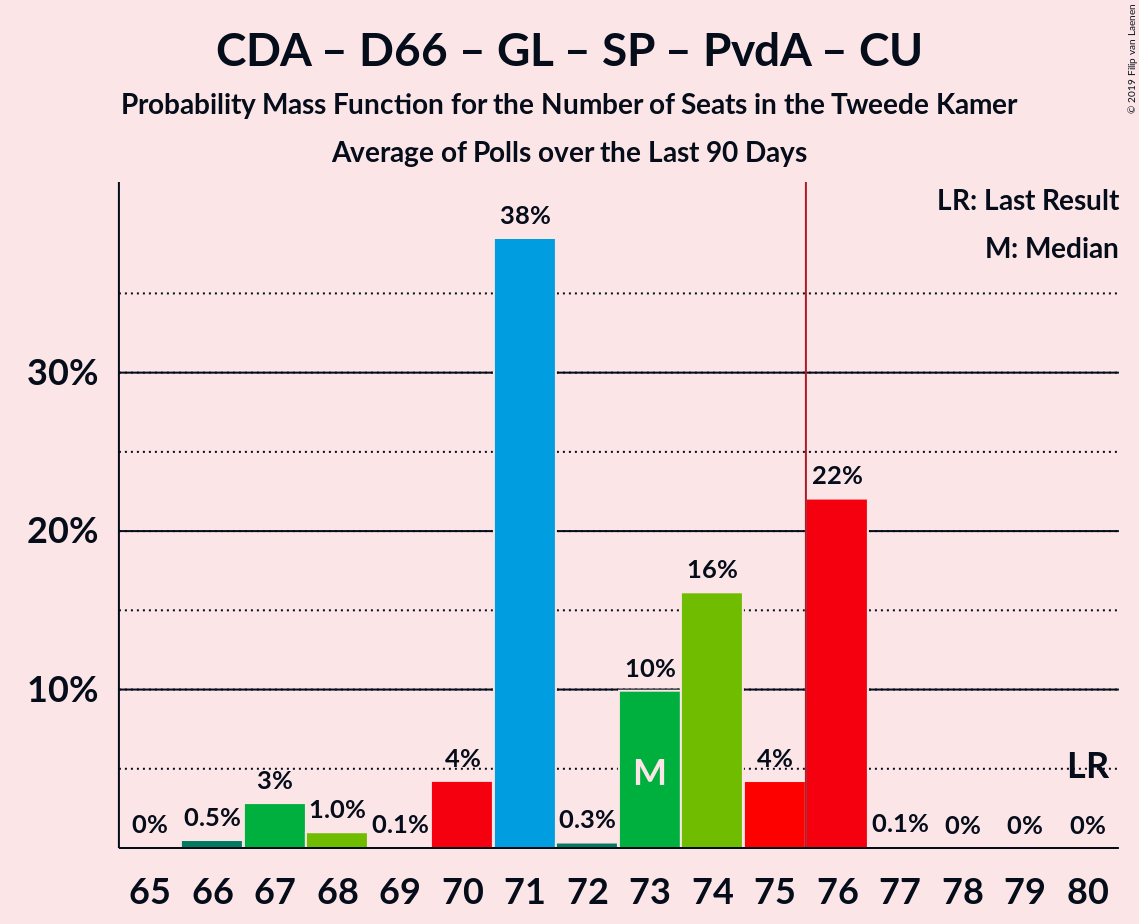 CDA – D66 – GL – SP – PvdA – CU
Probability Mass Function for the Number of Seats in the Tweede Kamer
Average of Polls over the Last 90 Days
© 2019 Filip van Laenen
LR: Last Result
M: Median
38%
30%
22%
20%
16%
10%
10%
4%
4%
3%
1.0%
0.5%
0.3%
0%
0.1%
0.1%
0%
0%
0%
M
LR
65 66 67 68 69 70 71 72 73 74 75 76 77 78 79 80